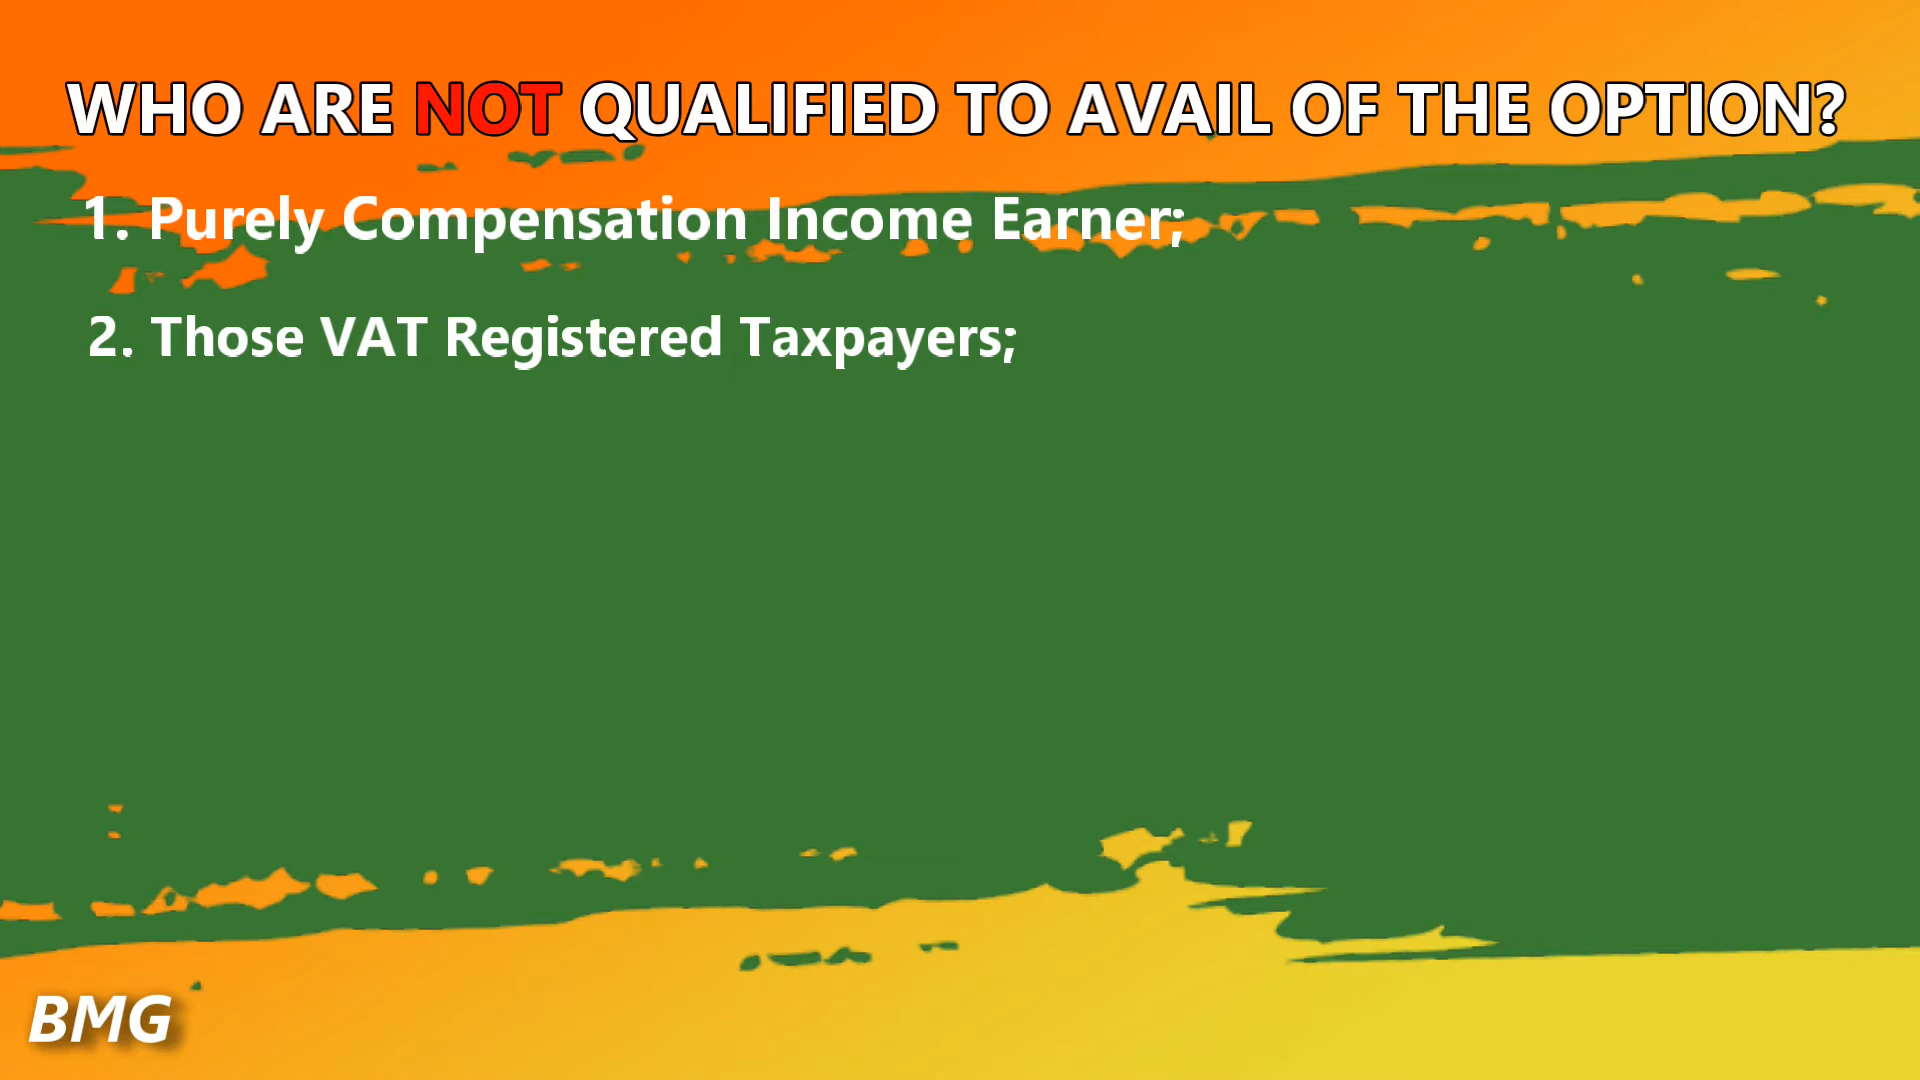 WHO ARE NOT QUALIFIED TO AVAIL OF THE OPTION?
1. Purely Compensation Income Earner;
2. Those VAT Registered Taxpayers;
BMG